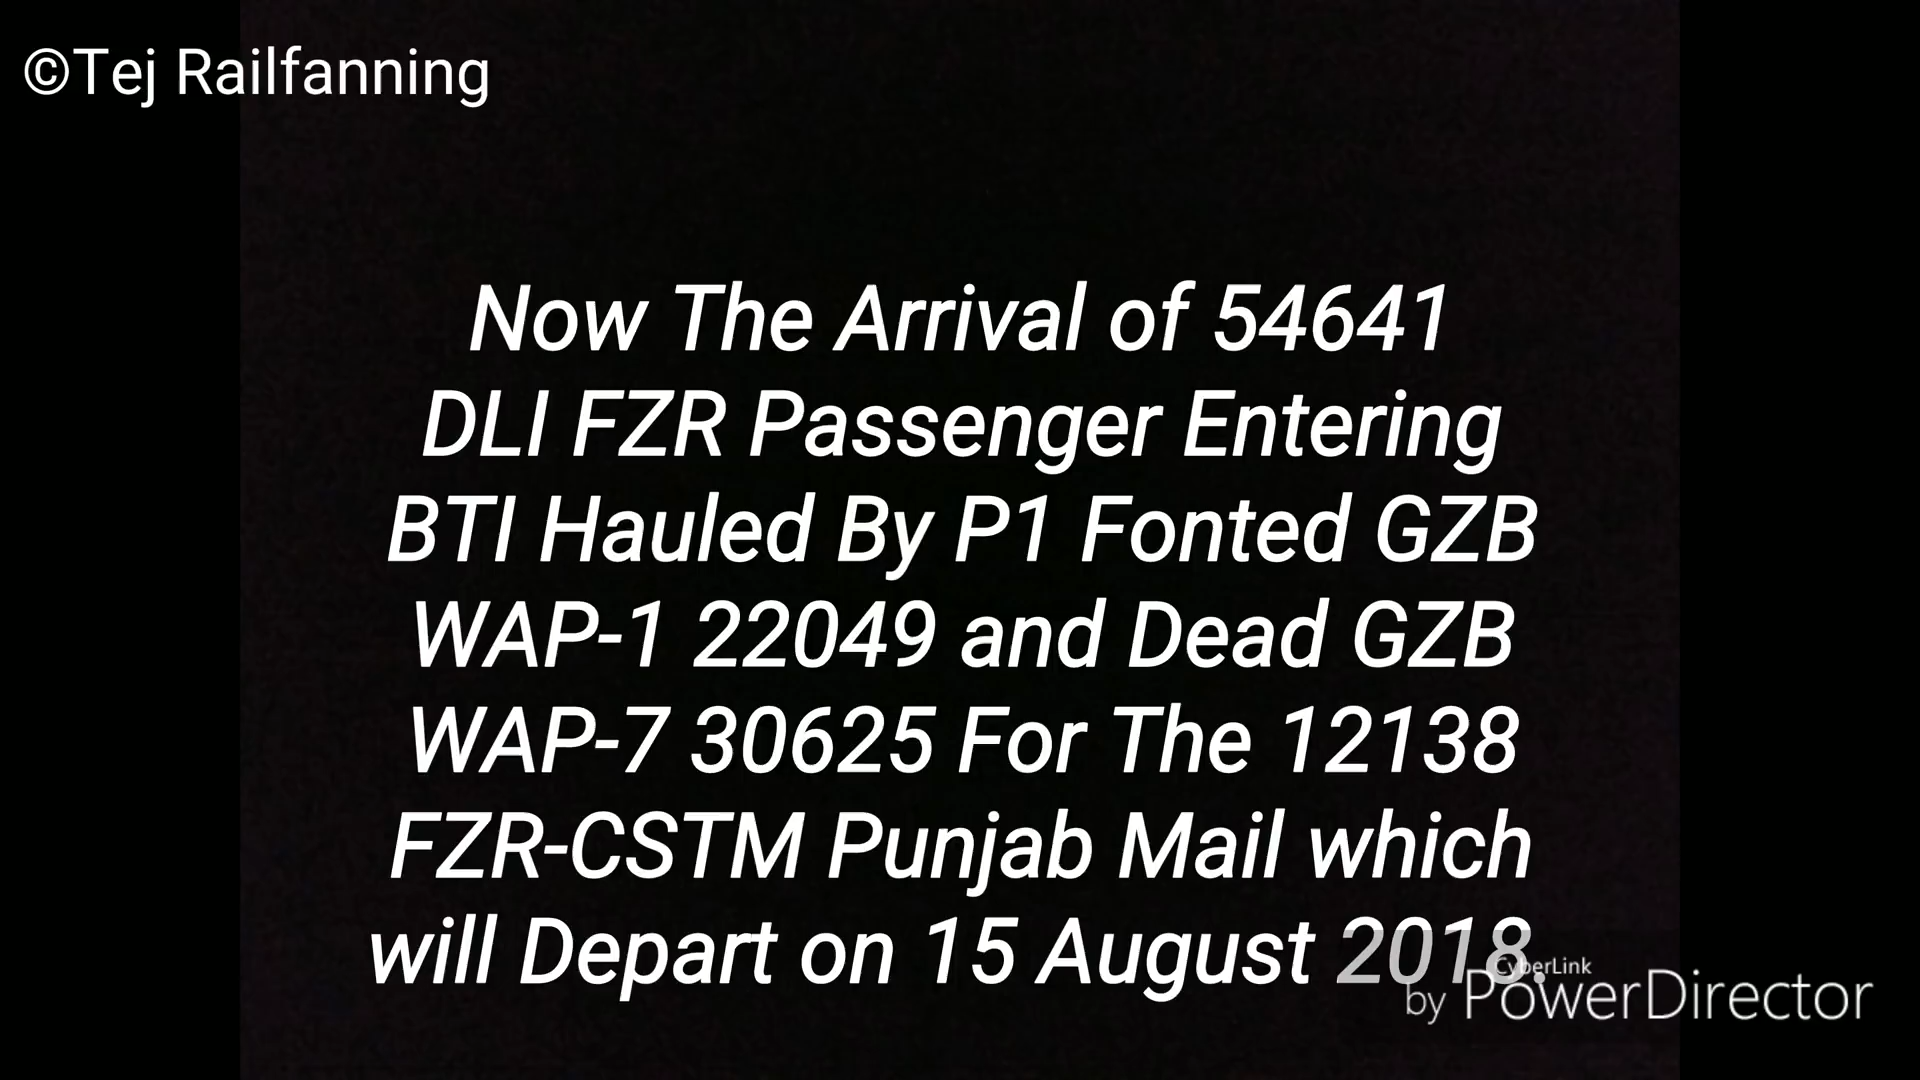 ©Tej Railfanning
Now The Arrival of 54641
DLI FZR Passenger Entering
BTI Hauled By P1 Fonted GZB
WAP-1 22049 and Dead GZB
WAP-7 30625 For The 12138
FZR-CSTM Punjab Mail which
will Depart on 15 August 2018.
CyberLink
by PowerDirector